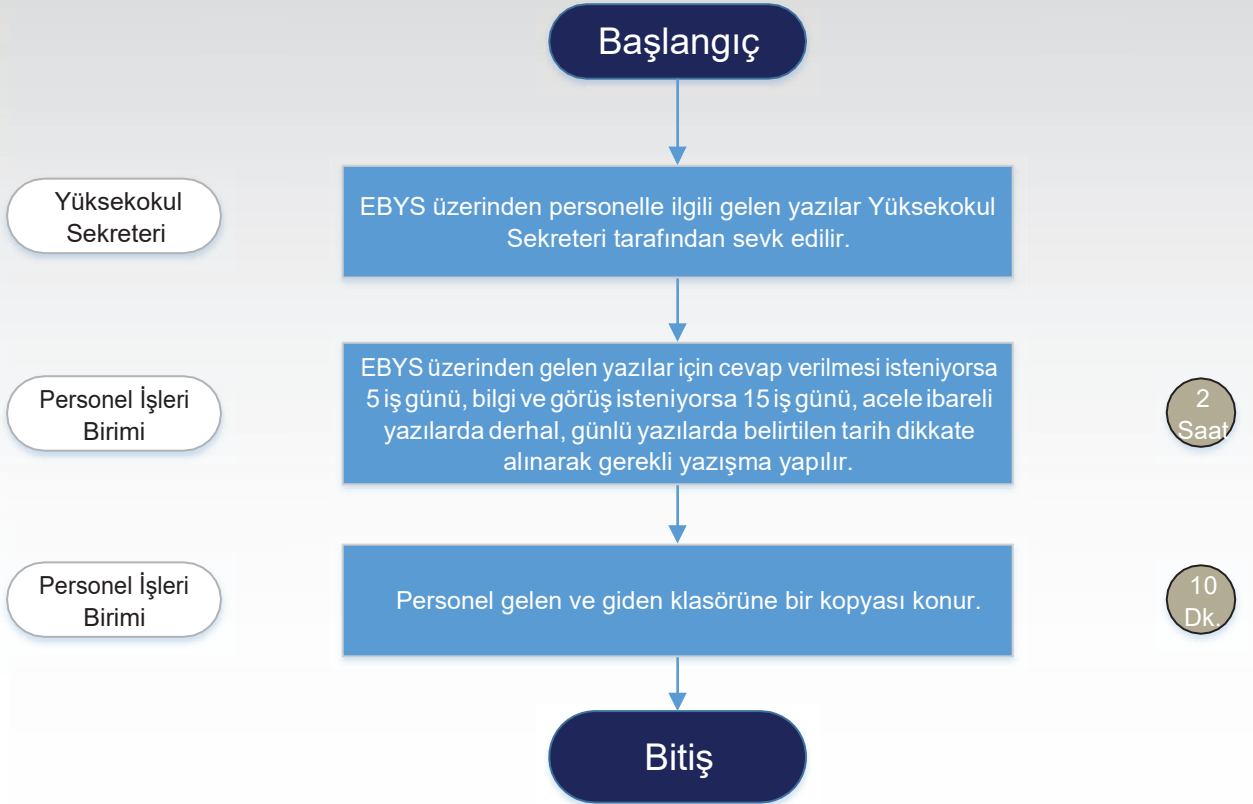 Başlangıç
Yüksekokul
Sekreteri
EBYS üzerinden personelle ilgili gelen yazılar Yüksekokul
Sekreteri tarafından sevk edilir.
Personel İşleri
Birimi
EBYS üzerinden gelen yazılar için cevap verilmesi isteniyorsa
5 iş günü, bilgi ve görüş isteniyorsa 15 iş günü, acele ibareli
yazılarda derhal, günlü yazılarda belirtilen tarih dikkate
alınarak gerekli yazışma yapılır.
2
Saat
Personel İşleri
Birimi
Personel gelen ve giden klasörüne bir kopyası konur.
10
Dk.
Bitiş